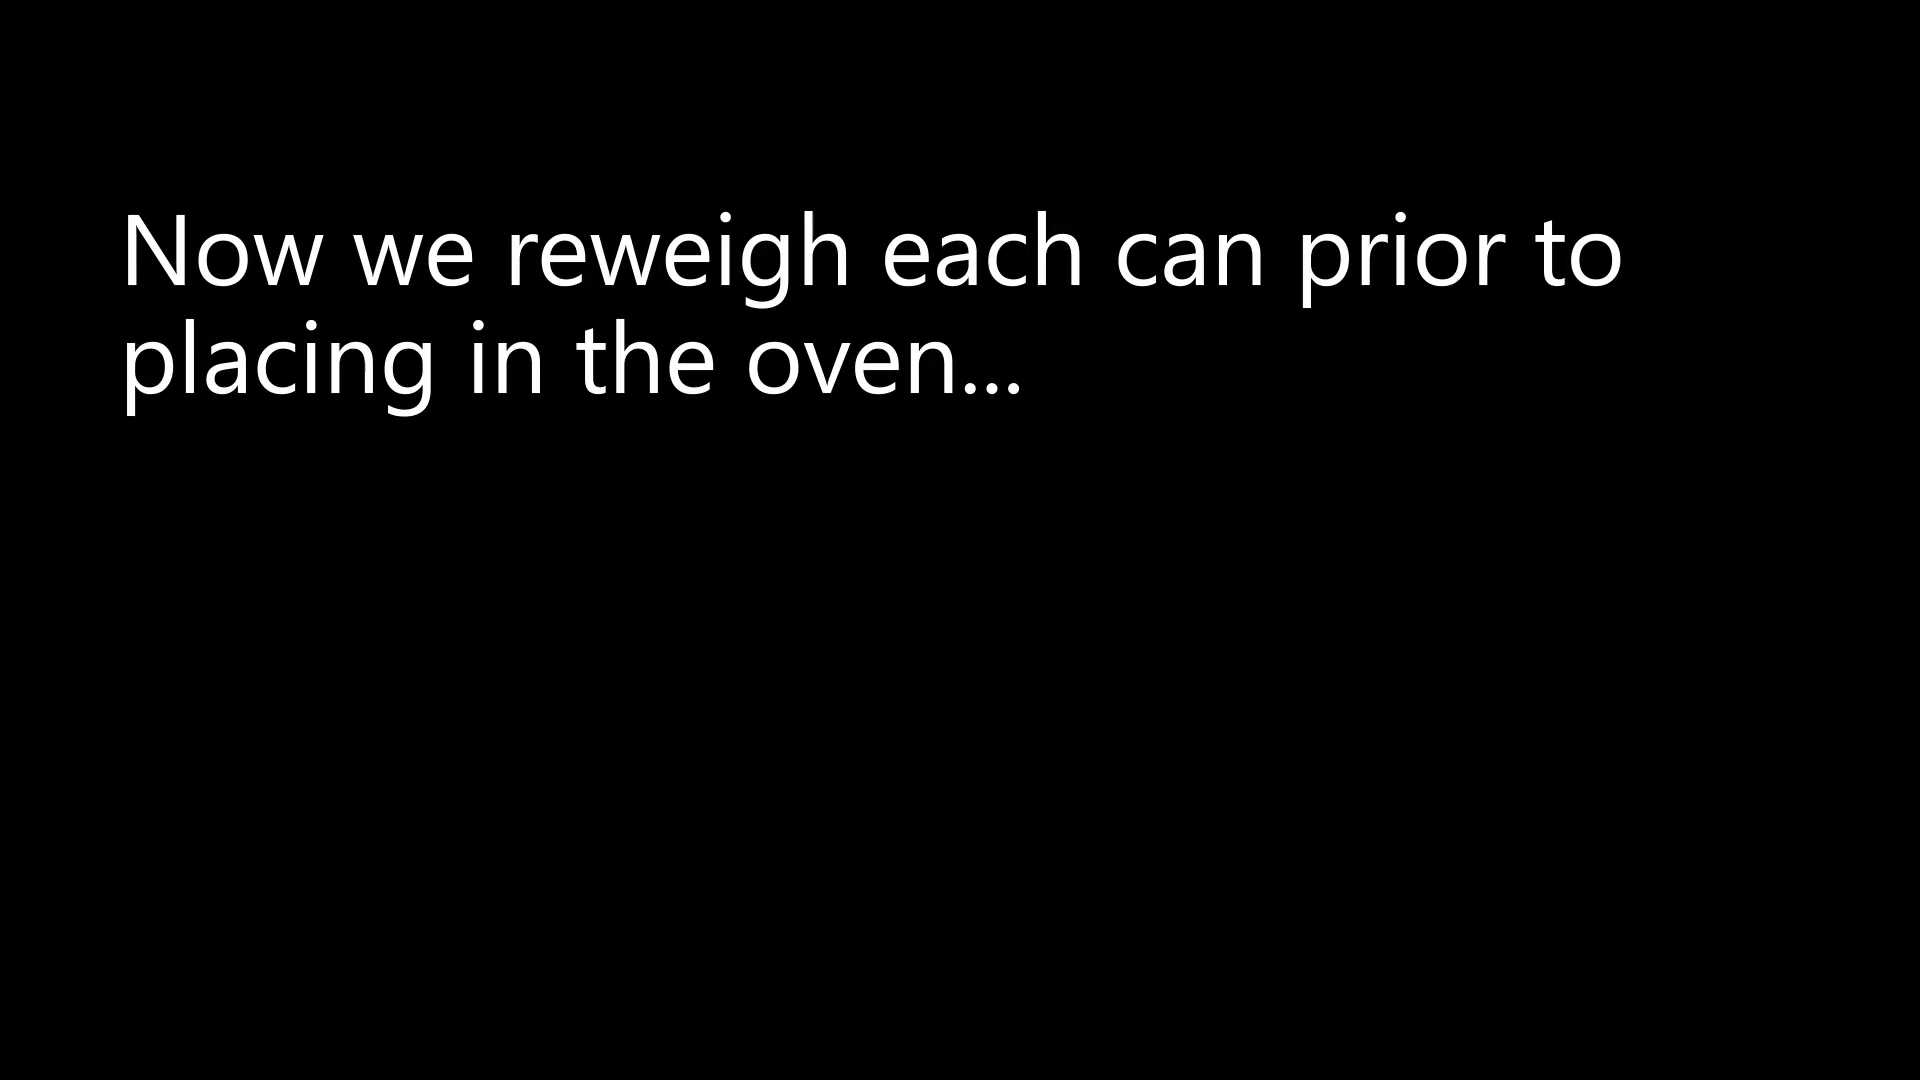 Now we reweigh each can prior to
placing in the oven...